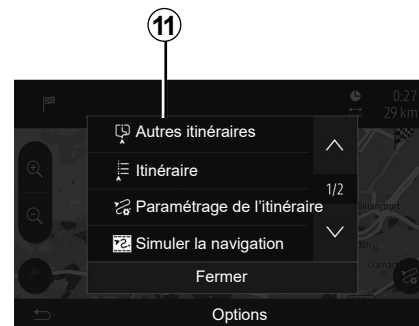 11
0:27
29 km
Autres itinéraires
Itinéraire
1/2
Paramétrage de l'itinéraire
Simuler la navigation
Fermer
Options